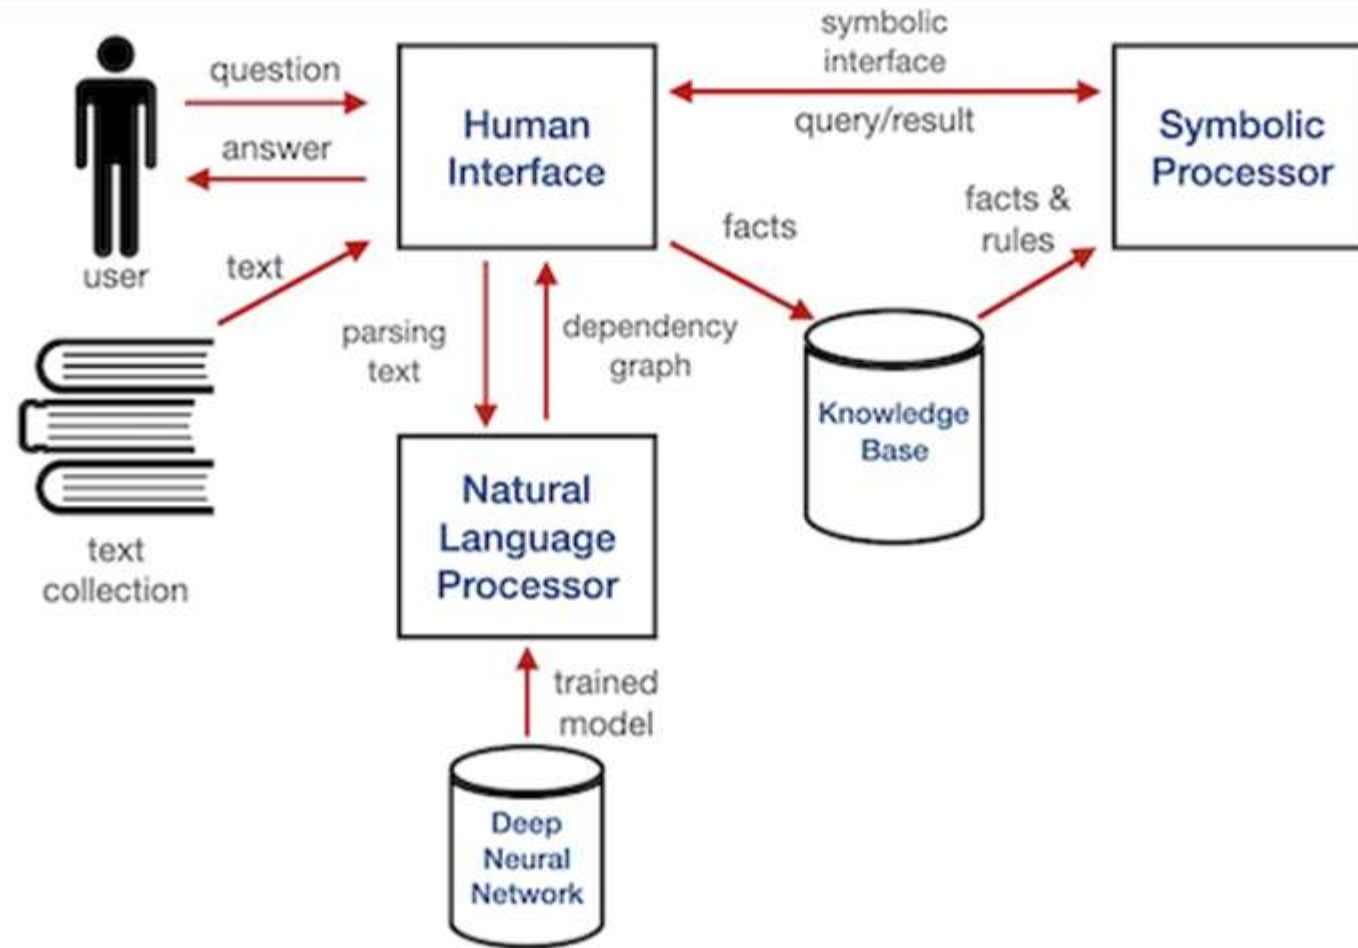 question
answer
user
text
text
collection
Human
Interface
symbolic
interface
query/result
Symbolic
Processor
facts
facts &
rules
parsing
text
dependency
graph
Knowledge
Base
Natural
Language
Processor
trained
model
Deep
Neural
Network